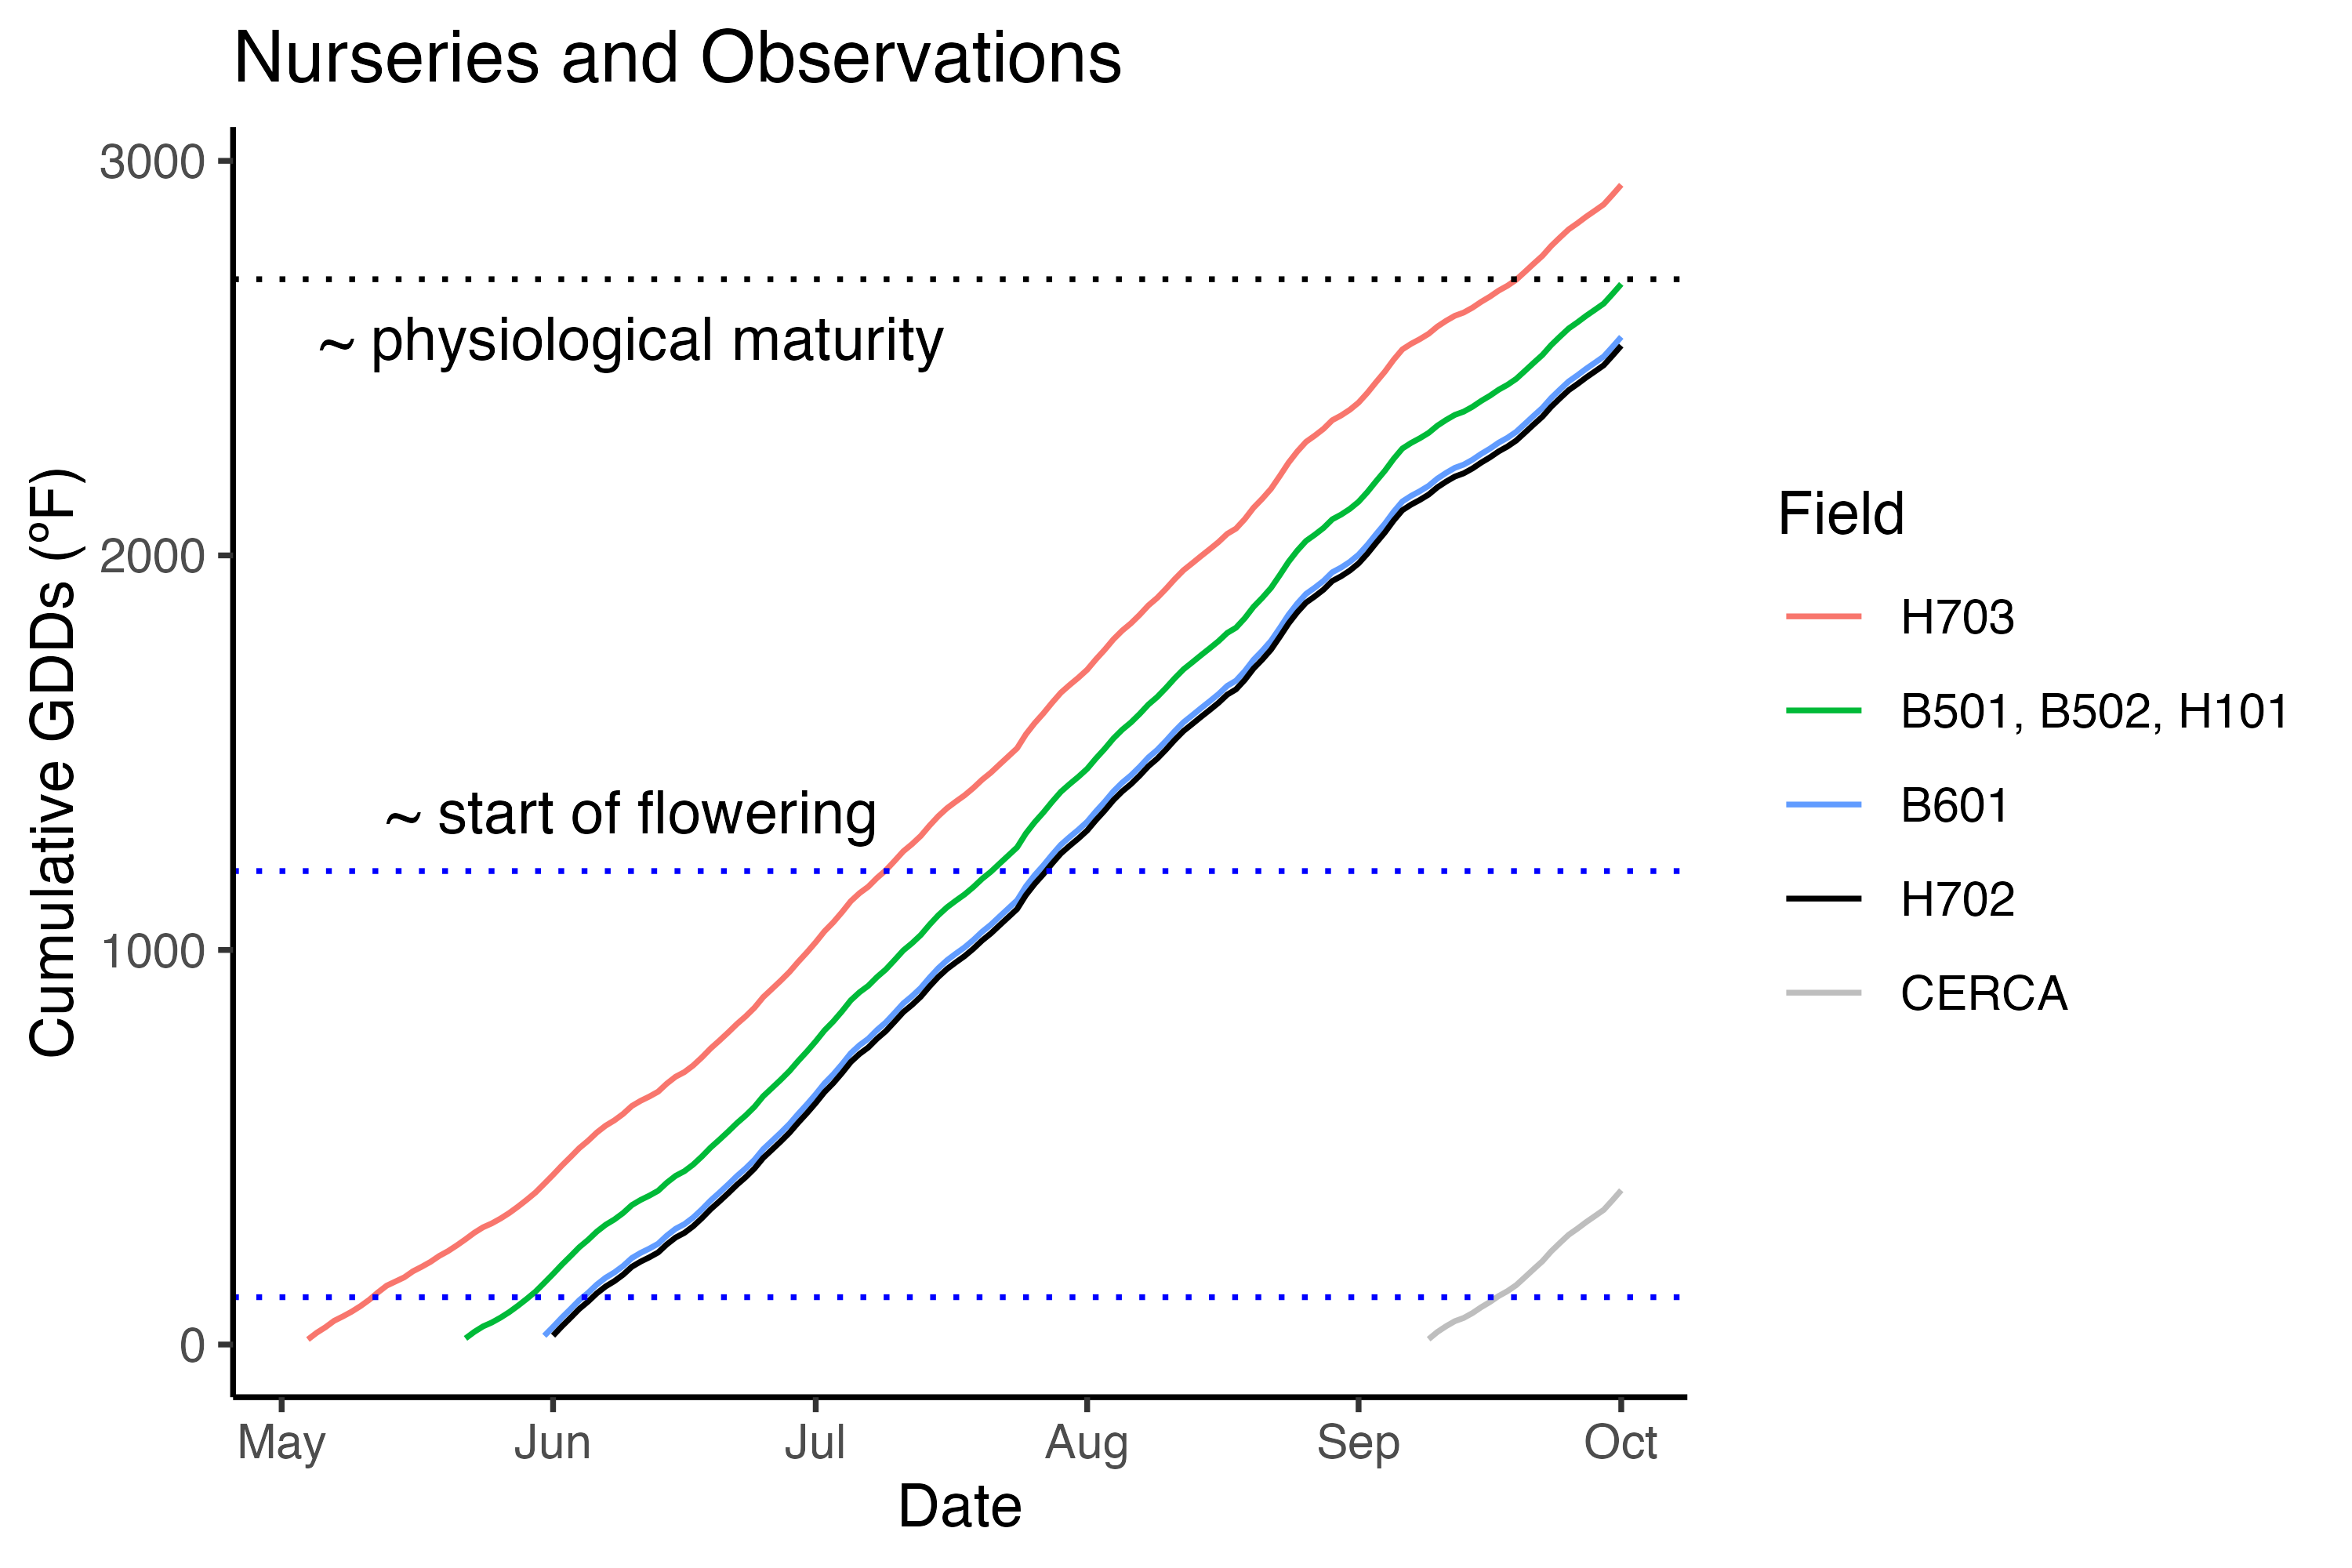 Nurseries and Observations
Cumulative GDDs (ºF)
3000
2000
1000
0
~ physiological maturity
~ start of flowering
May Jun Jul Aug Sep Oct
Date
Field
H703
B501, B502, H101
B601
H702
CERCA